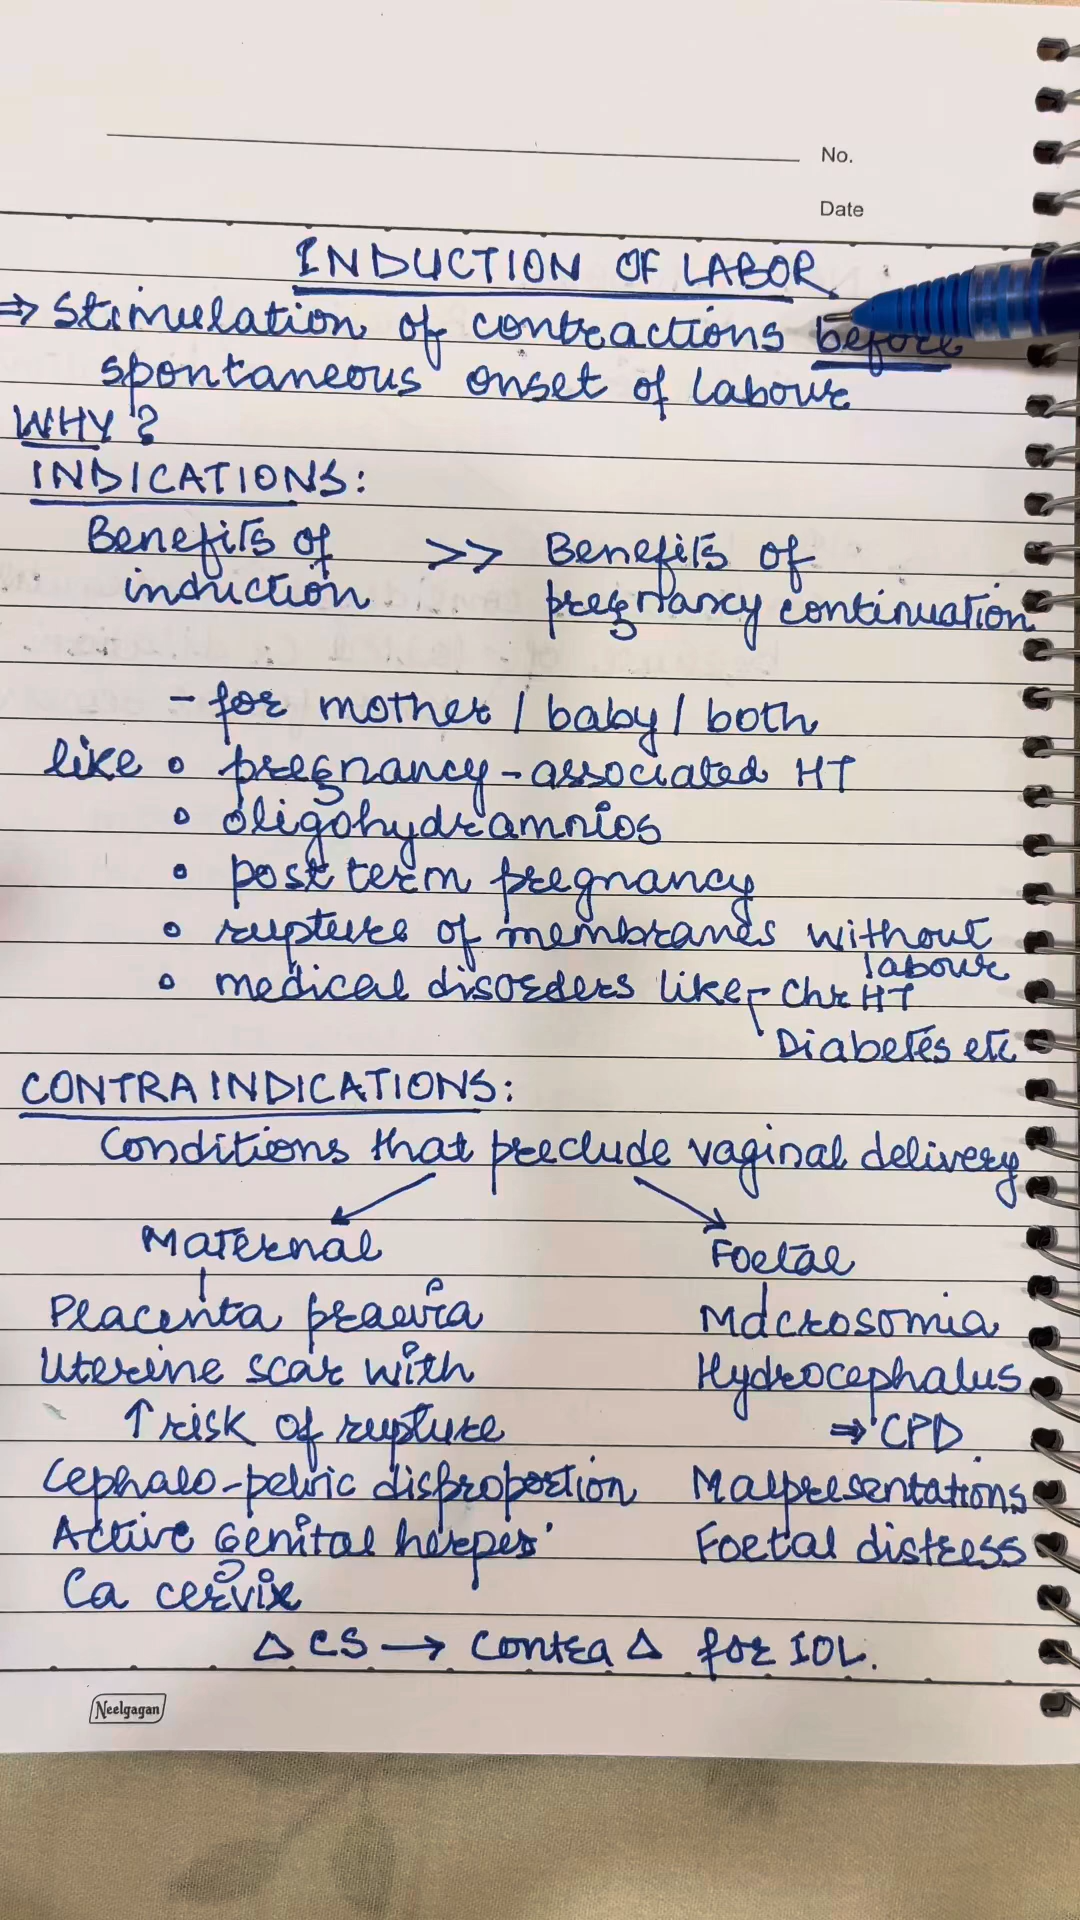 No.
Date
INDUCTION OF LABOR
⇒ Stimulation of contractions before
spontaneous onset of labour
WHY?
INDICATIONS:
Benefits of induction >> Benefits of pregnancy continuation
- for mother / baby / both
like • pregnancy-associated HT
• oligohydramnios
• post term pregnancy
• rupture of membranes without labour
• medical disorders like Chr HT
Diabetes etc
CONTRAINDICATIONS:
Conditions that preclude vaginal delivery
Maternal
Placenta praevia
Uterine scar with
↑ risk of rupture
Cephalo-pelvic disproportion
Active Genital herpes
Ca cervix
Foetal
Macrosomia
Hydrocephalus
⇒ CPD
Malpresentations
Foetal distress
Δ CS → Contra Δ for IOL.
Neelgagan